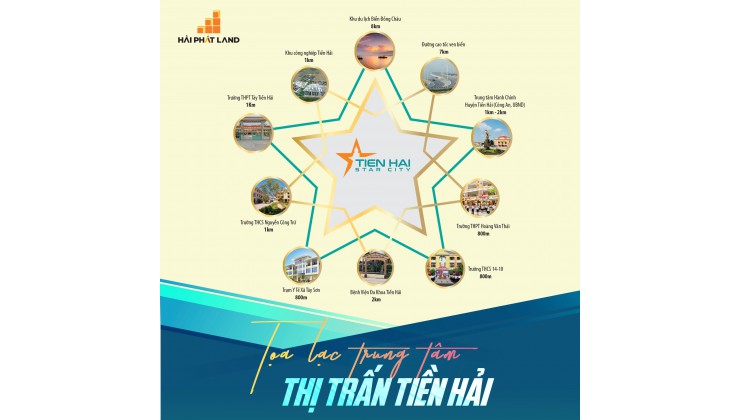 HẢI PHÁT LAND
Khu du lịch Biển Đồng Châu
8km
Khu công nghiệp Tiền Hải
1km
Đường cao tốc ven biển
7km
Trường THPT Tây Tiền Hải
10m
Trung tâm Hành Chính
Huyện Tiền Hải (Công An, UBND)
1km - 2km
TIEN HAI
STAR CITY
Trường THCS Nguyễn Công Trứ
1km
Trường THPT Hoàng Văn Thái
800m
Trạm Y Tế Xã Tây Sơn
800m
Bệnh Viện Đa Khoa Tiền Hải
2km
Trường THCS 14-10
800m
Tọa lạc trung tâm
THỊ TRẤN TIỀN HẢI